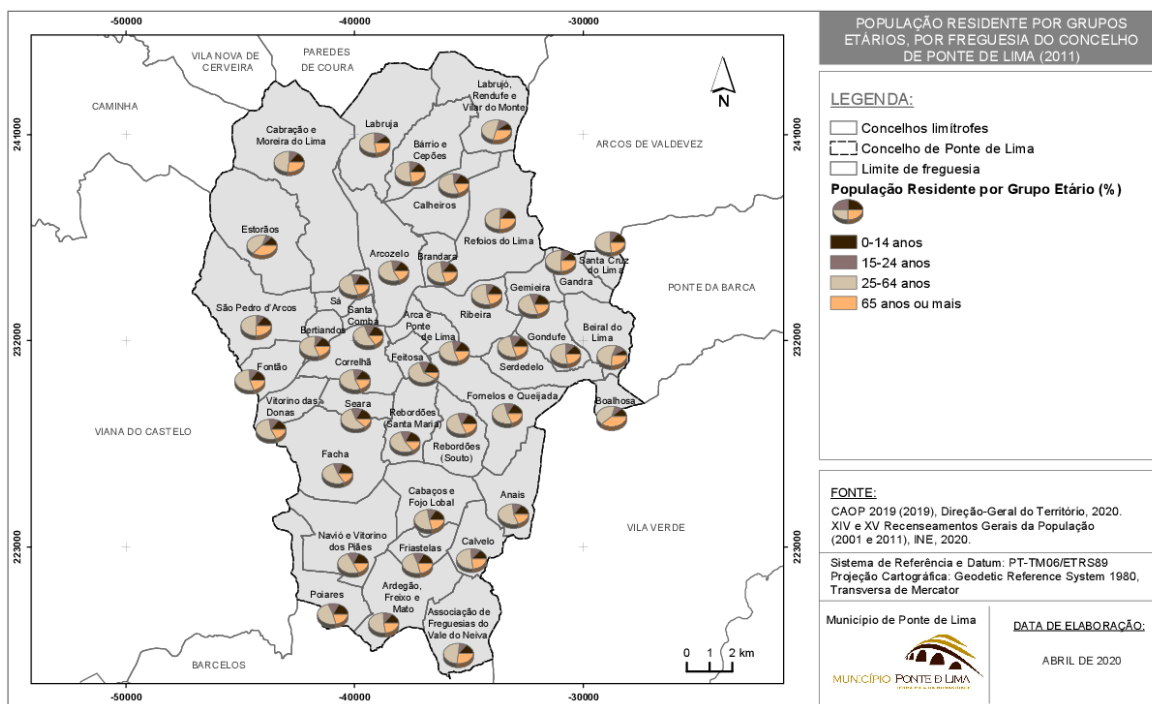 -50000
-40000
-30000
POPULAÇÃO RESIDENTE POR GRUPOS
ETÁRIOS, POR FREGUESIA DO CONCELHO
DE PONTE DE LIMA (2011)
VILA NOVA DE
CERVEIRA
PAREDES
DE COURA
CAMINHA
ARCOS DE VALDEVEZ
PONTE DA BARCA
VIANA DO CASTELO
VILA VERDE
BARCELOS
N
241000
232000
223000
241000
232000
223000
Labrujó,
Rendufe e
Vilar do Monte
Cabração e
Moreira do Lima
Labruja
Bárrio e
Cepões
Calheiros
Estorãos
Refoios do Lima
Arcozelo
Brandara
Santa Cruz
do Lima
Gandra
Gemieira
Sá
Santa
Comba
São Pedro d'Arcos
Ribeira
Arca e
Ponte
de Lima
Bertiandos
Gondufe
Beiral do
Lima
Serdedelo
Feitosa
Correlhã
Fontão
Vitorino das
Donas
Seara
Rebordões
(Santa Maria)
Fornelos e Queijada
Boalhosa
Rebordões
(Souto)
Facha
Cabaços e
Fojo Lobal
Anais
Navió e Vitorino
dos Piães
Friastelas
Calvelo
Poiares
Ardegão,
Freixo e
Mato
Associação de
Freguesias do
Vale do Neiva
0 1 2 km
-50000
-40000
-30000
LEGENDA:
Concelhos limítrofes
Concelho de Ponte de Lima
Limite de freguesia
População Residente por Grupo Etário (%)
0-14 anos
15-24 anos
25-64 anos
65 anos ou mais
FONTE:
CAOP 2019 (2019), Direção-Geral do Território, 2020.
XIV e XV Recenseamentos Gerais da População
(2001 e 2011), INE, 2020.
Sistema de Referência e Datum: PT-TM06/ETRS89
Projeção Cartográfica: Geodetic Reference System 1980,
Transversa de Mercator
Município de Ponte de Lima
MUNICÍPIO PONTE D LIMA
DATA DE ELABORAÇÃO:
ABRIL DE 2020